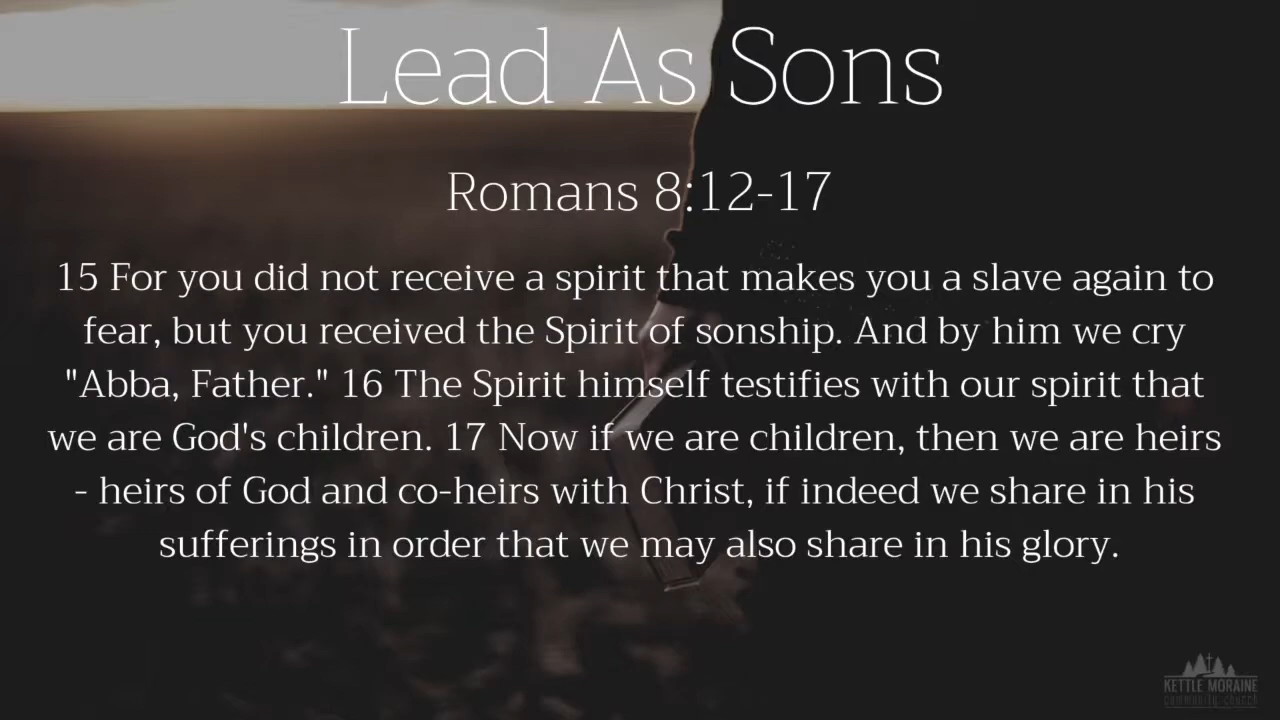 Lead As Sons
Romans 8:12-17
15 For you did not receive a spirit that makes you a slave again to
fear, but you received the Spirit of sonship. And by him we cry
"Abba, Father." 16 The Spirit himself testifies with our spirit that
we are God's children. 17 Now if we are children, then we are heirs
- heirs of God and co-heirs with Christ, if indeed we share in his
sufferings in order that we may also share in his glory.
KETTLE MORAINE
community church